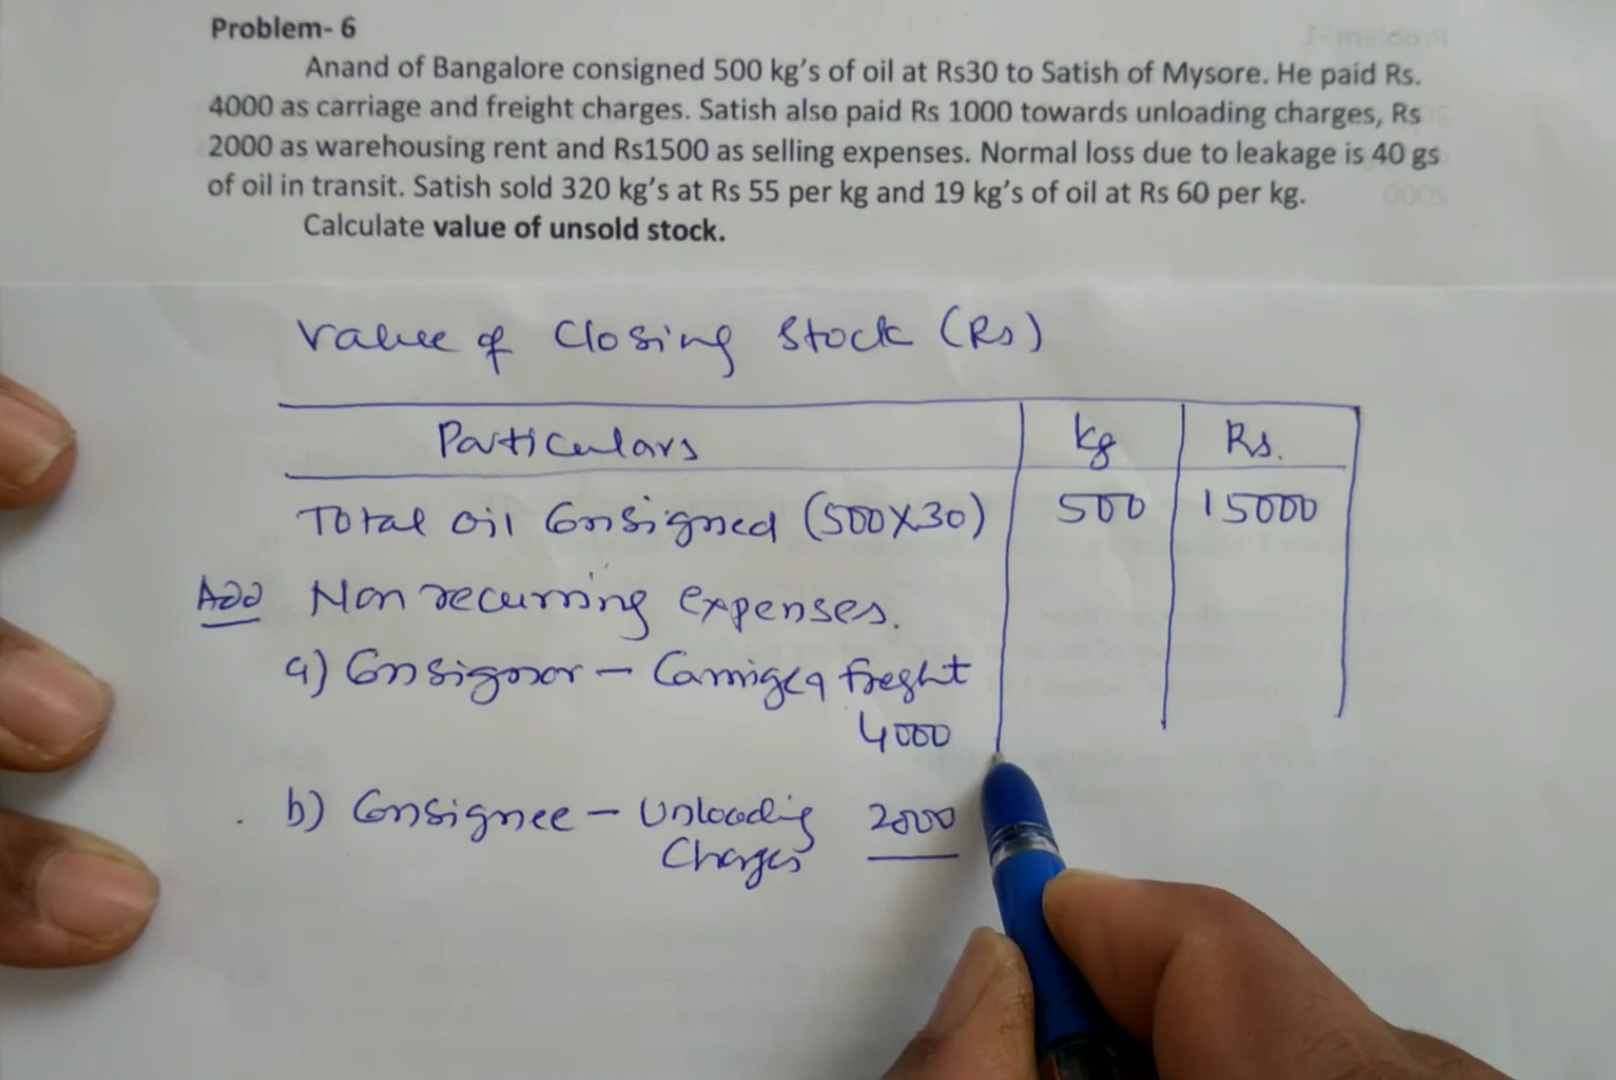 Problem- 6
Anand of Bangalore consigned 500 kg's of oil at Rs30 to Satish of Mysore. He paid Rs.
4000 as carriage and freight charges. Satish also paid Rs 1000 towards unloading charges, Rs
2000 as warehousing rent and Rs1500 as selling expenses. Normal loss due to leakage is 40 gs
of oil in transit. Satish sold 320 kg's at Rs 55 per kg and 19 kg's of oil at Rs 60 per kg.
Calculate value of unsold stock.
Value of Closing Stock (Rs)
Particulars kg Rs.
Total oil Consigned (500X30) 500 15000
Add Non recurring expenses.
a) Consignor - Carriage & freght
4000
b) Consignee - Unloading 2000
Charges